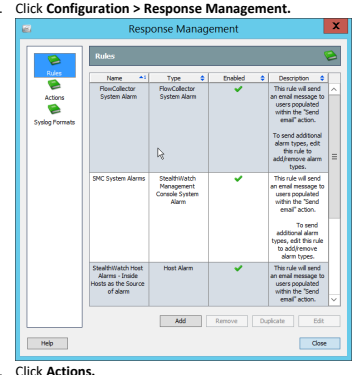 . Click Configuration > Response Management.
Response Management
X
Rules
Actions
Syslog Formats
Rules
Name Type Enabled Description
FlowCollector
System Alarm
FlowCollector
System Alarm
This rule will send
an email message to
users populated
within the "Send
email" action.
To send additional
alarm types, edit
this rule to
add/remove alarm
types.
SMC System Alarms
StealthWatch
Management
Console System
Alarm
This rule will send
an email message to
users populated
within the "Send
email" action.
To send
additional alarm
types, edit this rule
to add/remove
alarm types.
StealthWatch Host
Alarms - Inside
Hosts as the Source
of alarm
Host Alarm
This rule will send
an email message to
users populated
within the "Send
email" action.
Add Remove Duplicate Edit
Help Close
. Click Actions.